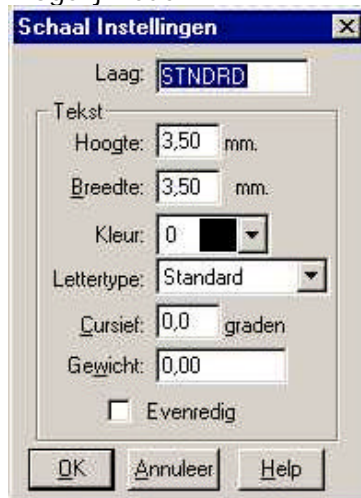 Schaal Instellingen
Laag: STNDRD
Tekst
Hoogte: 3,50 mm.
Breedte: 3,50 mm.
Kleur: 0
Lettertype: Standard
Cursief: 0,0 graden
Gewicht: 0,00
Evenredig
OK Annuleer Help